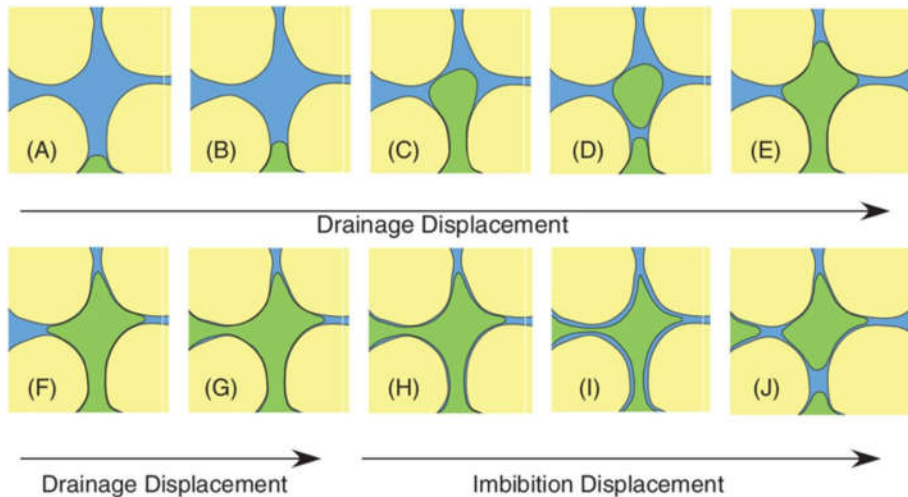 (A) (B) (C) (D) (E)
Drainage Displacement
(F) (G) (H) (I) (J)
Drainage Displacement Imbibition Displacement